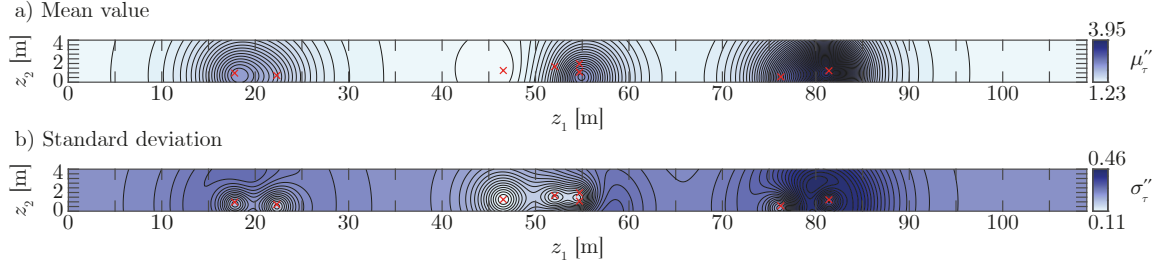 a) Mean value
z₂ [m]
4
2
0
3.95
μ″τ
1.23
0 10 20 30 40 50 60 70 80 90 100
z₁ [m]
b) Standard deviation
z₂ [m]
4
2
0
0.46
σ″τ
0.11
0 10 20 30 40 50 60 70 80 90 100
z₁ [m]